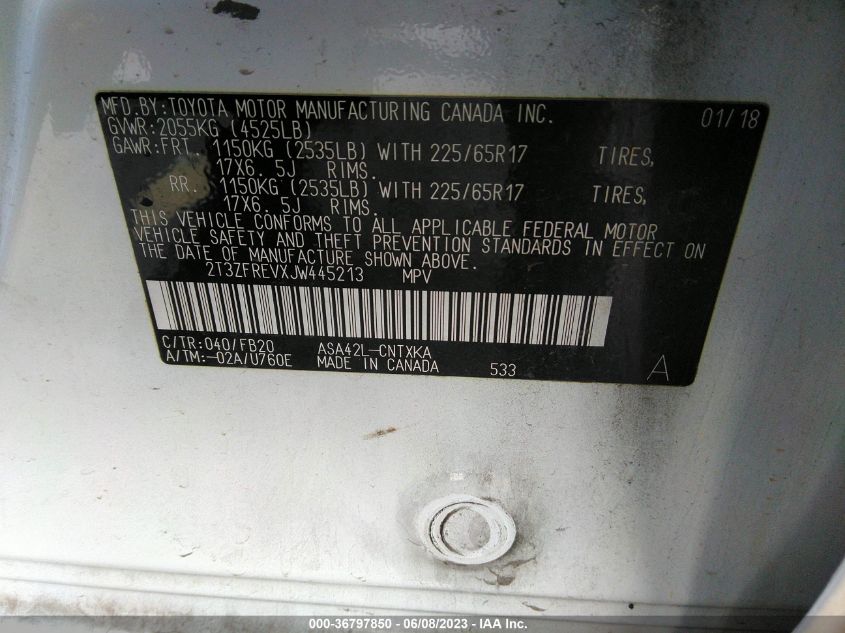 MFD.BY:TOYOTA MOTOR MANUFACTURING CANADA INC. 01/18
GVWR:2055KG (4525LB)
GAWR:FRT. 1150KG (2535LB) WITH 225/65R17 TIRES,
17X6. 5J RIMS.
RR. 1150KG (2535LB) WITH 225/65R17 TIRES,
17X6. 5J RIMS.
THIS VEHICLE CONFORMS TO ALL APPLICABLE FEDERAL MOTOR
VEHICLE SAFETY AND THEFT PREVENTION STANDARDS IN EFFECT ON
THE DATE OF MANUFACTURE SHOWN ABOVE.
2T3ZFREVXJW445213 MPV
C/TR:040/FB20 ASA42L-CNTXKA
A/TM:-02A/U760E MADE IN CANADA 533 A
000-36797850 - 06/08/2023 - IAA Inc.